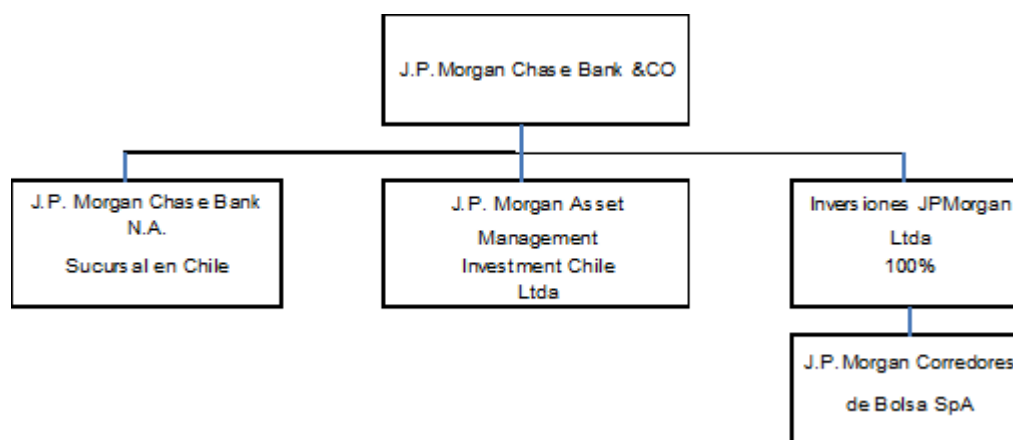 J.P. Morgan Chase Bank &CO
J.P. Morgan Chase Bank
N.A.
Sucursal en Chile
J.P. Morgan Asset
Management
Investment Chile
Ltda
Inversiones JPMorgan
Ltda
100%
J.P. Morgan Corredores
de Bolsa SpA